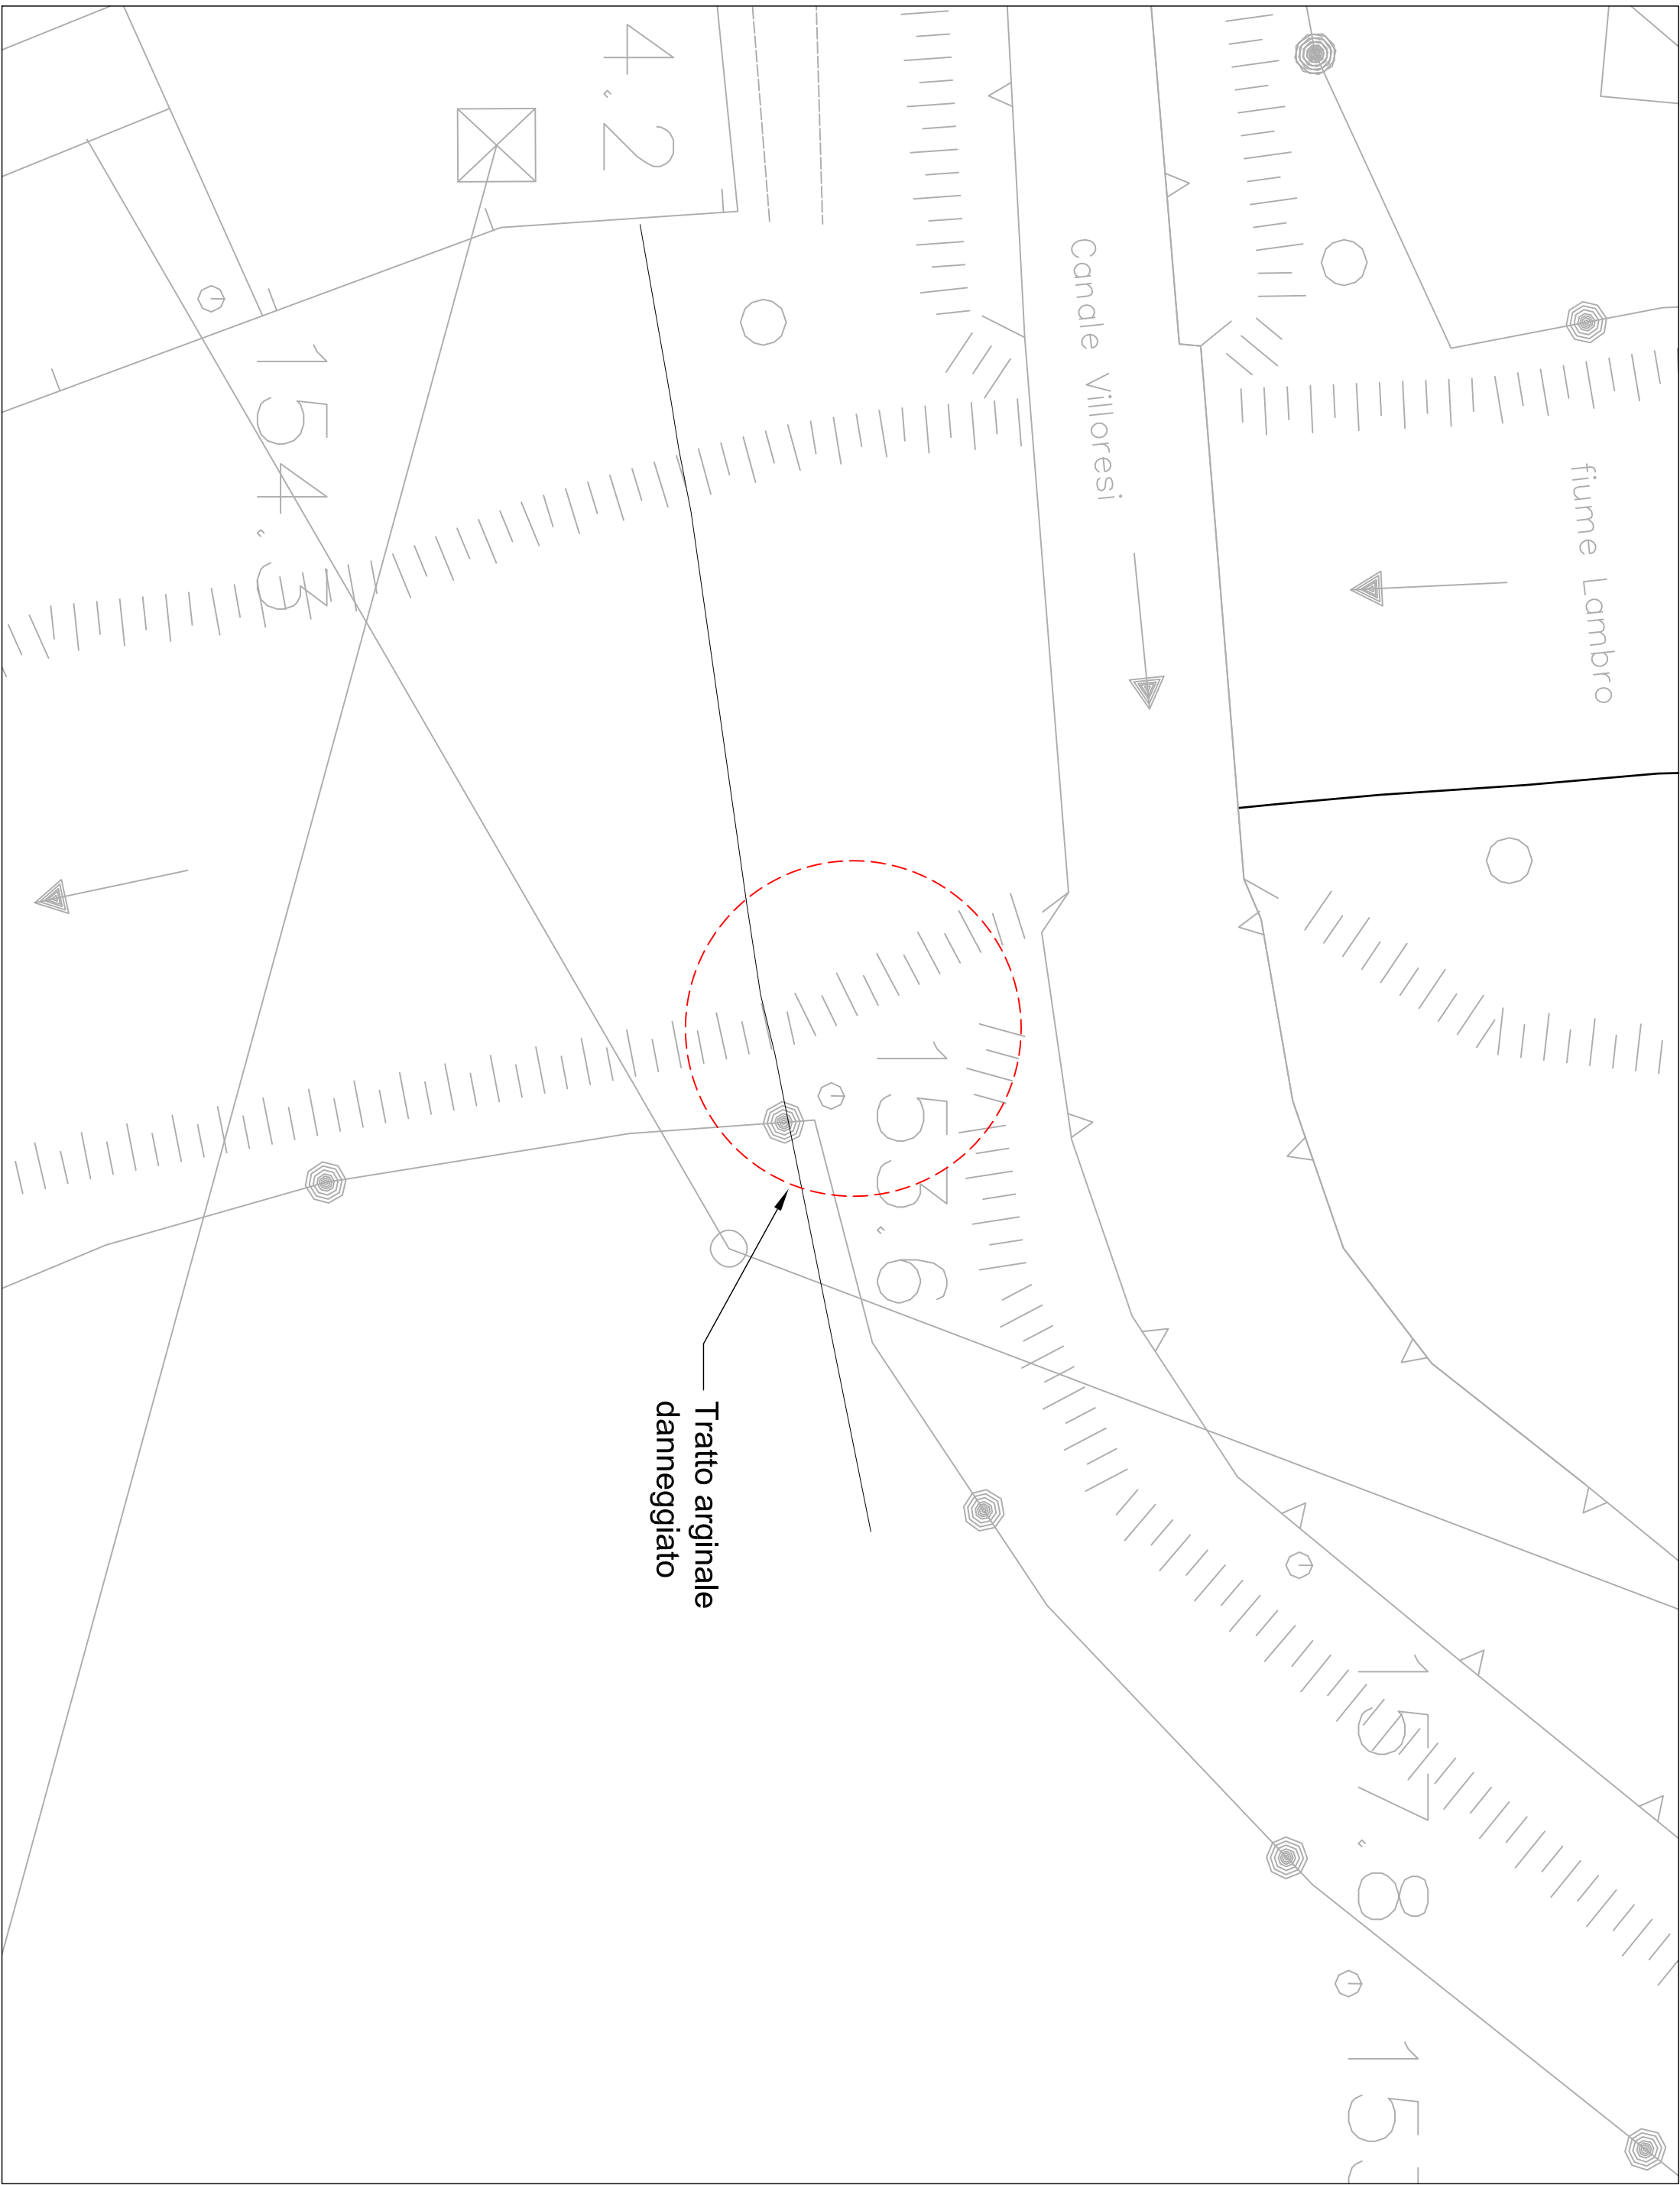 fiume Lambro
157.8
15
Canale Villoresi
153.6
Tratto arginale
danneggiato
4.2
154.3